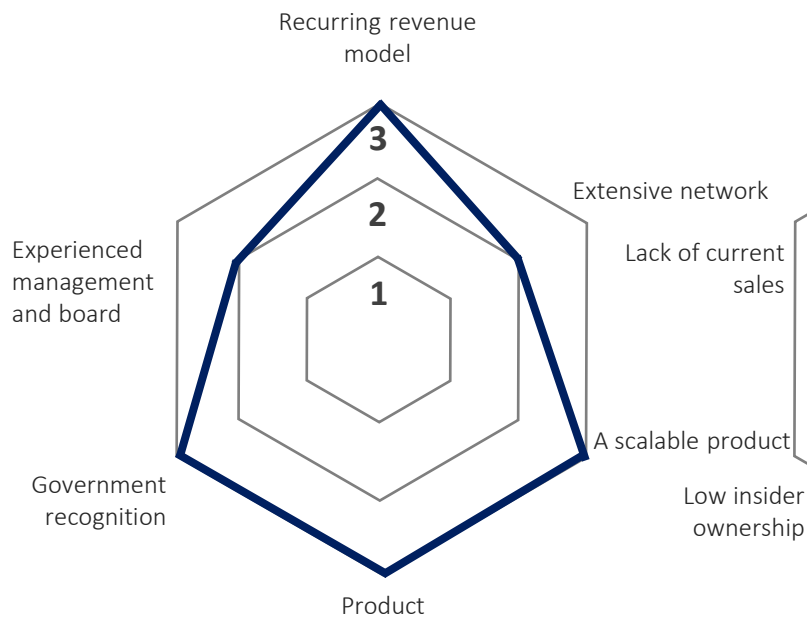 Recurring revenue
model
3
Extensive network
2
Experienced
management
and board
Lack of current
sales
1
A scalable product
Government
recognition
Low insider
ownership
Product